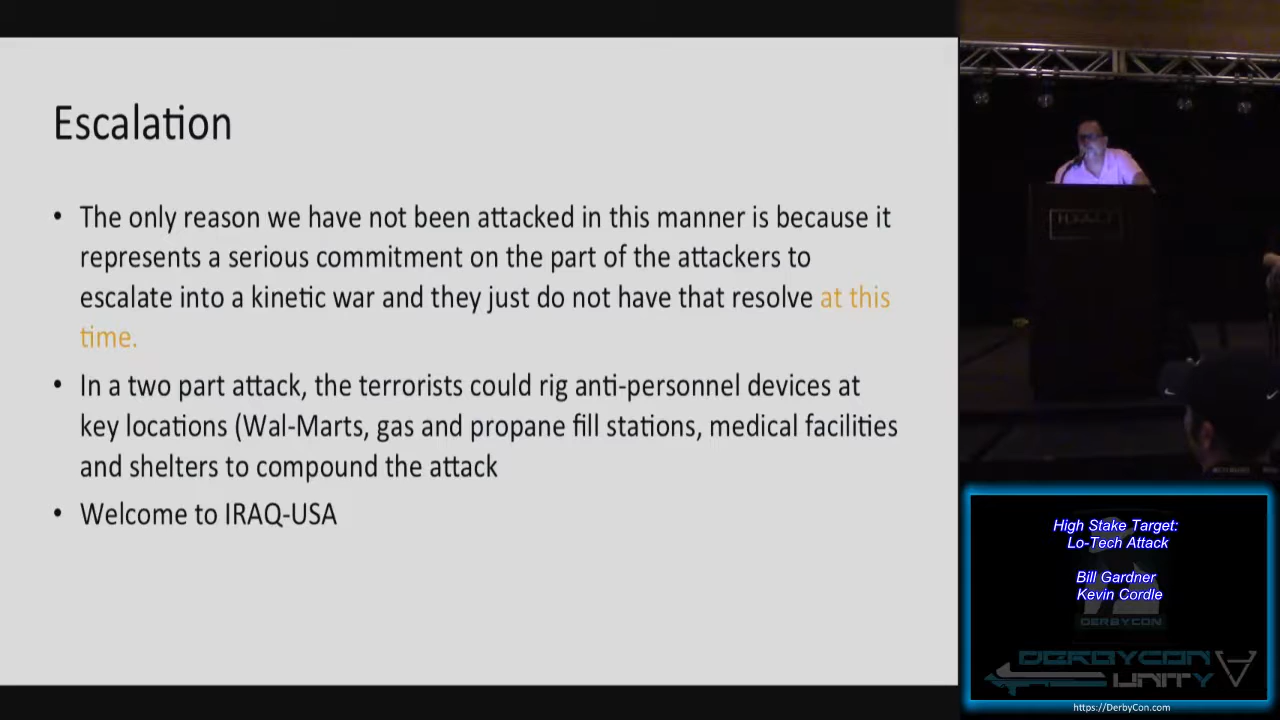 Escalation
• The only reason we have not been attacked in this manner is because it
represents a serious commitment on the part of the attackers to
escalate into a kinetic war and they just do not have that resolve at this
time.
• In a two part attack, the terrorists could rig anti-personnel devices at
key locations (Wal-Marts, gas and propane fill stations, medical facilities
and shelters to compound the attack
• Welcome to IRAQ-USA
HYATT
High Stake Target:
Lo-Tech Attack
Bill Gardner
Kevin Cordle
DERBYCON
DERBYCON
UNITY
https://DerbyCon.com